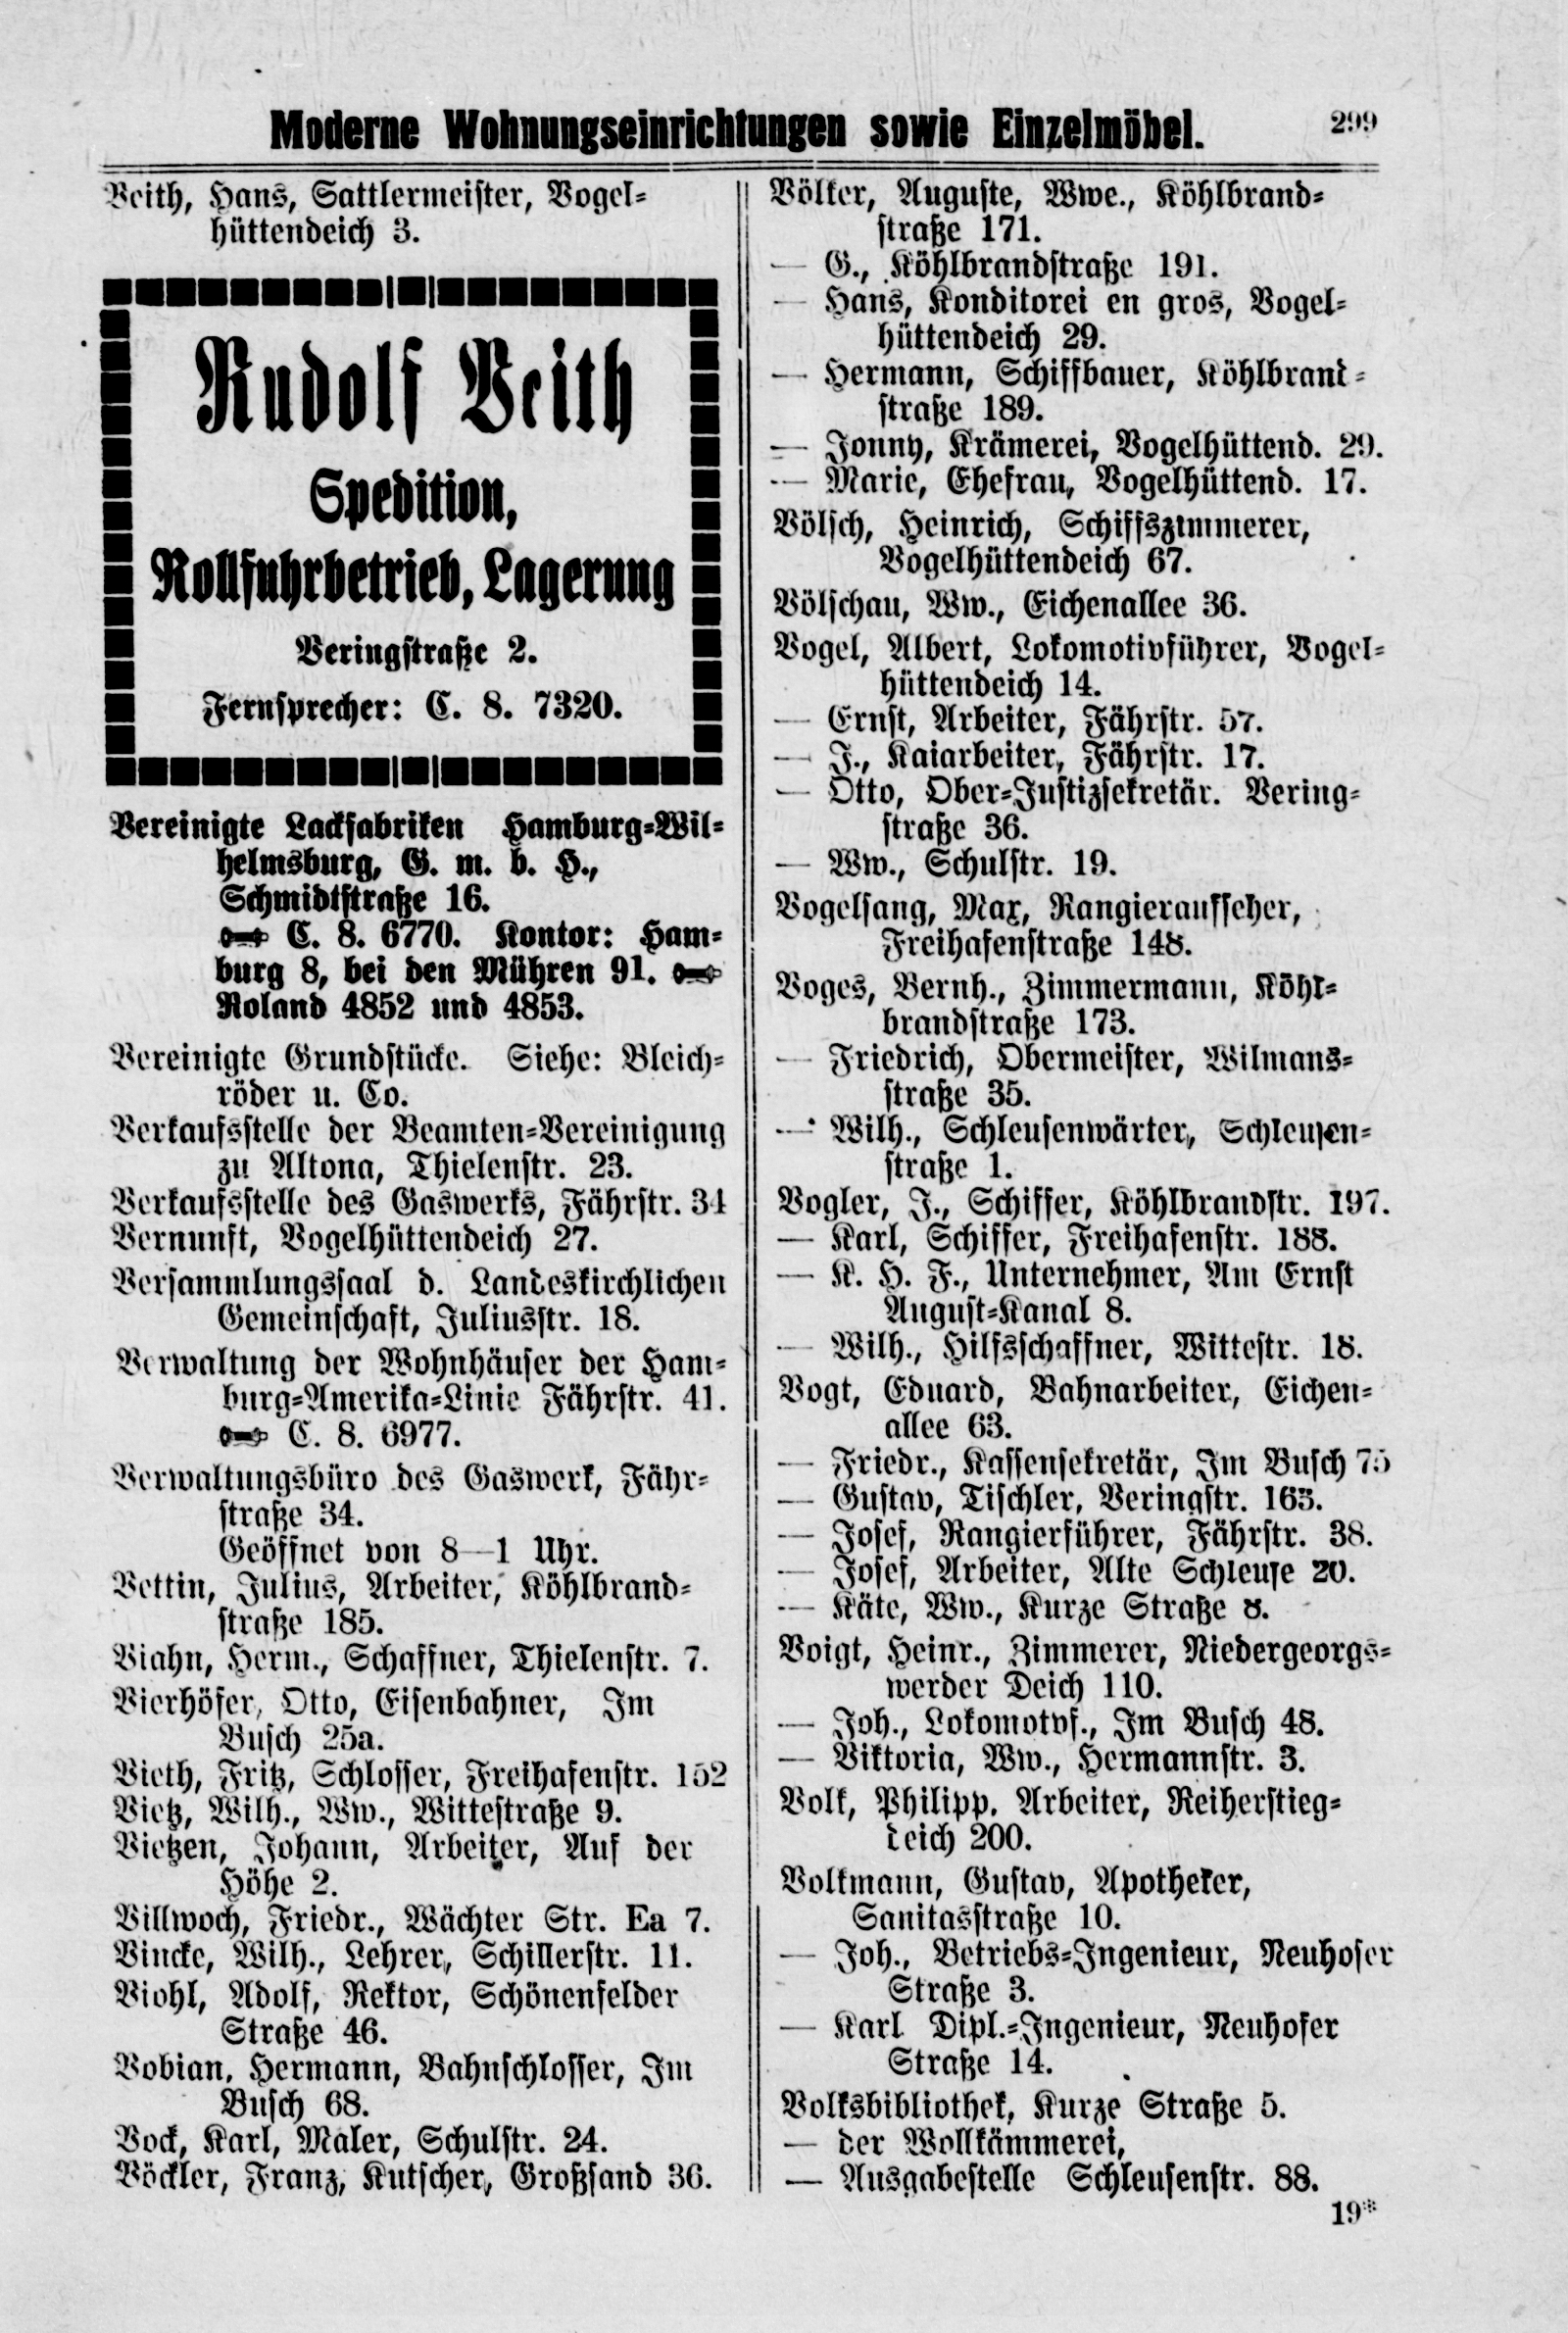 Moderne Wohnungseinrichtungen sowie Einzelmöbel.
299
Veith, Hans, Sattlermeister, Vogel-
hüttendeich 3.
Rudolf Veith
Spedition,
Rollfuhrbetrieb, Lagerung
Veringstraße 2.
Fernsprecher: C. 8. 7320.
Vereinigte Lackfabriken Hamburg-Wil-
helmsburg, G. m. b. H.,
Schmidtstraße 16.
C. 8. 6770. Kontor: Ham-
burg 8, bei den Mühren 91.
Roland 4852 und 4853.
Vereinigte Grundstücke. Siehe: Bleich-
röder u. Co.
Verkaufsstelle der Beamten-Vereinigung
zu Altona, Thielenstr. 23.
Verkaufsstelle des Gaswerks, Fährstr. 34
Vernunft, Vogelhüttendeich 27.
Versammlungssaal d. Landeskirchlichen
Gemeinschaft, Juliusstr. 18.
Verwaltung der Wohnhäuser der Ham-
burg-Amerika-Linie Fährstr. 41.
C. 8. 6977.
Verwaltungsbüro des Gaswerk, Fähr-
straße 34.
Geöffnet von 8—1 Uhr.
Vettin, Julius, Arbeiter, Köhlbrand-
straße 185.
Viahn, Herm., Schaffner, Thielenstr. 7.
Vierhöfer, Otto, Eisenbahner, Im
Busch 25a.
Vieth, Fritz, Schlosser, Freihafenstr. 152
Vietz, Wilh., Ww., Wittestraße 9.
Vietzen, Johann, Arbeiter, Auf der
Höhe 2.
Villwoch, Friedr., Wächter Str. Ea 7.
Vincke, Wilh., Lehrer, Schillerstr. 11.
Viohl, Adolf, Rektor, Schönenfelder
Straße 46.
Vobian, Hermann, Bahnschlosser, Im
Busch 68.
Vock, Karl, Maler, Schulstr. 24.
Vöckler, Franz, Kutscher, Großsand 36.
Völker, Auguste, Wwe., Köhlbrand-
straße 171.
— G., Köhlbrandstraße 191.
— Hans, Konditorei en gros, Vogel-
hüttendeich 29.
— Hermann, Schiffbauer, Köhlbrand-
straße 189.
— Jonny, Krämerei, Vogelhüttend. 29.
— Marie, Ehefrau, Vogelhüttend. 17.
Völsch, Heinrich, Schiffszimmerer,
Vogelhüttendeich 67.
Völschau, Ww., Eichenallee 36.
Vogel, Albert, Lokomotivführer, Vogel-
hüttendeich 14.
— Ernst, Arbeiter, Fährstr. 57.
— J., Kaiarbeiter, Fährstr. 17.
— Otto, Ober-Justizsekretär. Vering-
straße 36.
— Ww., Schulstr. 19.
Vogelsang, Max, Rangieraufseher,
Freihafenstraße 148.
Voges, Bernh., Zimmermann, Köhl-
brandstraße 173.
— Friedrich, Obermeister, Wilmans-
straße 35.
— Wilh., Schleusenwärter, Schleusen-
straße 1.
Vogler, J., Schiffer, Köhlbrandstr. 197.
— Karl, Schiffer, Freihafenstr. 188.
— K. H. F., Unternehmer, Am Ernst
August-Kanal 8.
— Wilh., Hilfsschaffner, Wittestr. 18.
Vogt, Eduard, Bahnarbeiter, Eichen-
allee 63.
— Friedr., Kassensekretär, Im Busch 75
— Gustav, Tischler, Veringstr. 163.
— Josef, Rangierführer, Fährstr. 38.
— Josef, Arbeiter, Alte Schleuse 20.
— Käte, Ww., Kurze Straße 8.
Voigt, Heinr., Zimmerer, Niedergeorgs-
werder Deich 110.
— Joh., Lokomotvf., Im Busch 48.
— Viktoria, Ww., Hermannstr. 3.
Volk, Philipp. Arbeiter, Reiherstieg-
deich 200.
Volkmann, Gustav, Apotheker,
Sanitasstraße 10.
— Joh., Betriebs-Ingenieur, Neuhofer
Straße 3.
— Karl Dipl.-Ingenieur, Neuhofer
Straße 14.
Volksbibliothek, Kurze Straße 5.
— der Wollkämmerei,
— Ausgabestelle Schleusenstr. 88.
19*